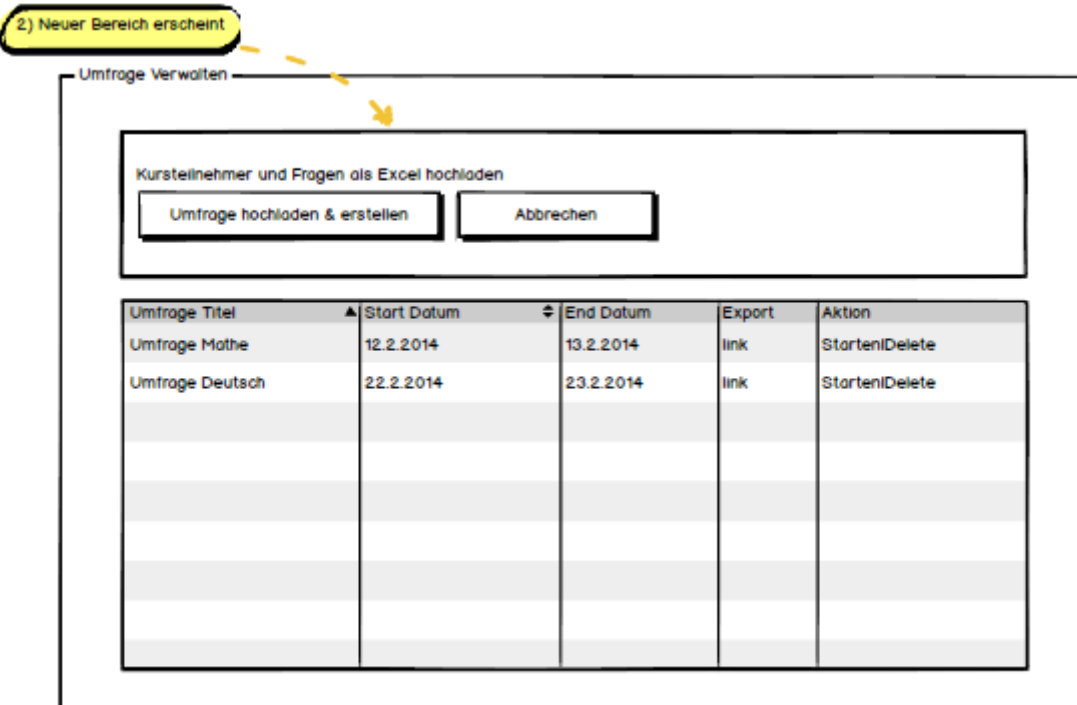 2) Neuer Bereich erscheint
Umfrage Verwalten
Kursteilnehmer und Fragen als Excel hochladen
Umfrage hochladen & erstellen Abbrechen
Umfrage Titel Start Datum End Datum Export Aktion
Umfrage Mathe 12.2.2014 13.2.2014 link Starten|Delete
Umfrage Deutsch 22.2.2014 23.2.2014 link Starten|Delete